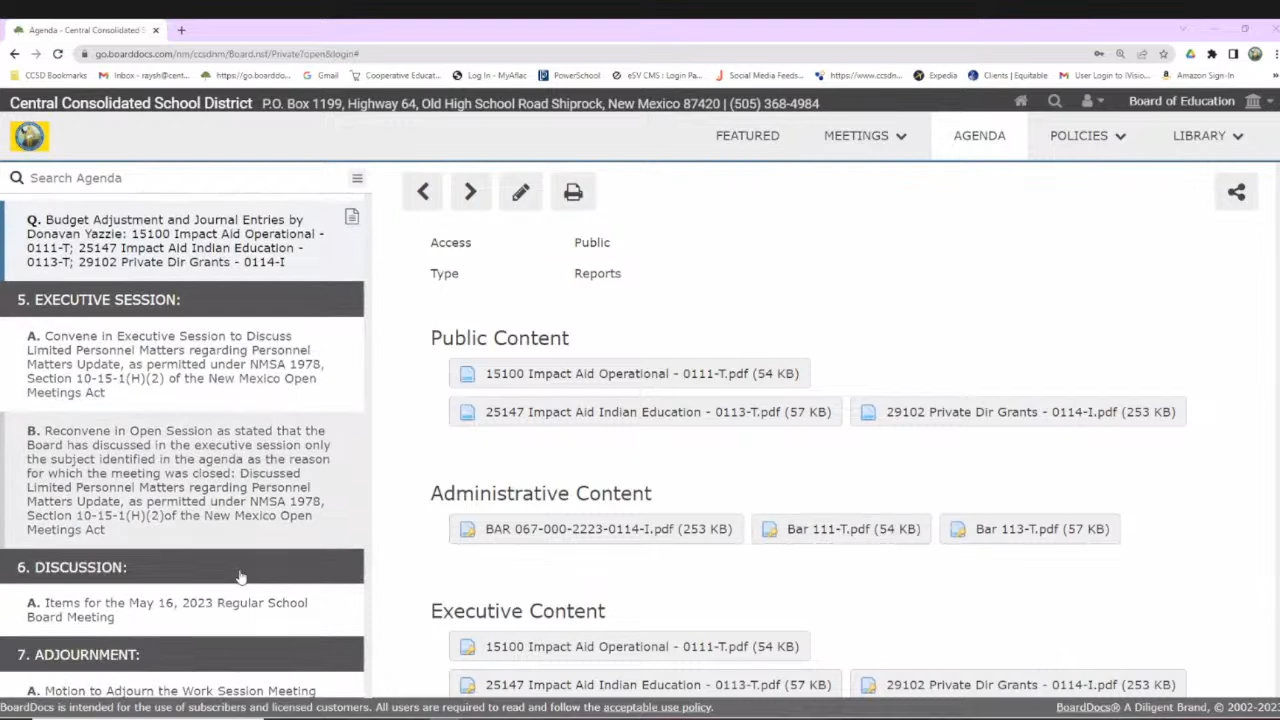 Agenda - Central Consolidated S
go.boarddocs.com/nm/ccsdnm/Board.nsf/Private?open&login#
CCSD Bookmarks
Inbox - raysh@cent...
https://go.boarddo...
Gmail
Cooperative Educat...
Log In - MyAflac
PowerSchool
eSV CMS : Login Pa...
Social Media Feeds...
https://www.ccsdn...
Expedia
Clients | Equitable
User Login to iVisio...
Amazon Sign-In
Central Consolidated School District P.O. Box 1199, Highway 64, Old High School Road Shiprock, New Mexico 87420 | (505) 368-4984
Board of Education
FEATURED
MEETINGS
AGENDA
POLICIES
LIBRARY
Search Agenda
Q. Budget Adjustment and Journal Entries by
Donavan Yazzie: 15100 Impact Aid Operational -
0111-T; 25147 Impact Aid Indian Education -
0113-T; 29102 Private Dir Grants - 0114-I
5. EXECUTIVE SESSION:
A. Convene in Executive Session to Discuss
Limited Personnel Matters regarding Personnel
Matters Update, as permitted under NMSA 1978,
Section 10-15-1(H)(2) of the New Mexico Open
Meetings Act
B. Reconvene in Open Session as stated that the
Board has discussed in the executive session only
the subject identified in the agenda as the reason
for which the meeting was closed: Discussed
Limited Personnel Matters regarding Personnel
Matters Update, as permitted under NMSA 1978,
Section 10-15-1(H)(2)of the New Mexico Open
Meetings Act
6. DISCUSSION:
A. Items for the May 16, 2023 Regular School
Board Meeting
7. ADJOURNMENT:
A. Motion to Adjourn the Work Session Meeting
Access Public
Type Reports
Public Content
15100 Impact Aid Operational - 0111-T.pdf (54 KB)
25147 Impact Aid Indian Education - 0113-T.pdf (57 KB)
29102 Private Dir Grants - 0114-I.pdf (253 KB)
Administrative Content
BAR 067-000-2223-0114-I.pdf (253 KB)
Bar 111-T.pdf (54 KB)
Bar 113-T.pdf (57 KB)
Executive Content
15100 Impact Aid Operational - 0111-T.pdf (54 KB)
25147 Impact Aid Indian Education - 0113-T.pdf (57 KB)
29102 Private Dir Grants - 0114-I.pdf (253 KB)
BoardDocs is intended for the use of subscribers and licensed customers. All users are required to read and follow the acceptable use policy.
BoardDocs® A Diligent Brand, © 2002-2023